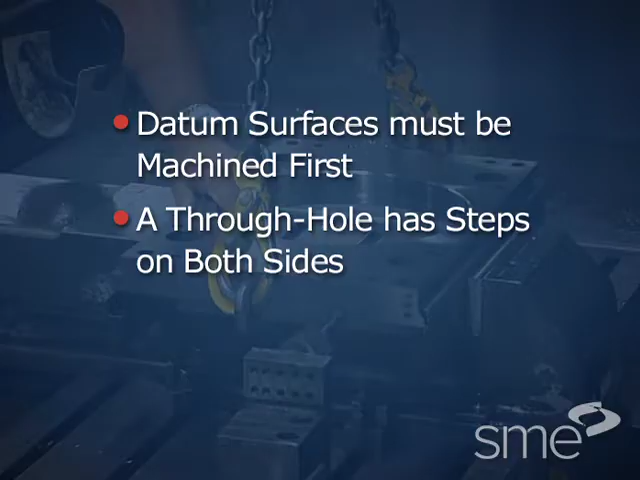 Datum Surfaces must be
Machined First
A Through-Hole has Steps
on Both Sides
sme